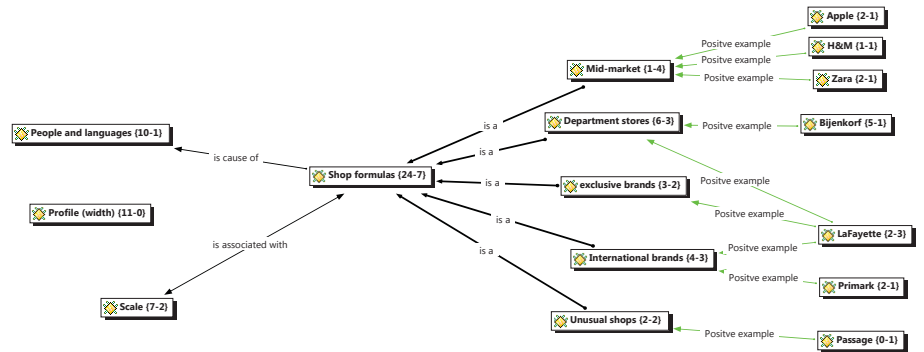 Apple {2-1}
Positve example
H&M {1-1}
Positve example
Mid-market {1-4}
Positve example
Zara {2-1}
is a
Department stores {6-3}
Positve example
Bijenkorf {5-1}
People and languages {10-1}
is cause of
is a
Shop formulas {24-7}
is a
exclusive brands {3-2}
Positve example
Profile (width) {11-0}
Positve example
is a
LaFayette {2-3}
is associated with
is a
International brands {4-3}
Positve example
Positve example
Primark {2-1}
Scale {7-2}
Unusual shops {2-2}
Positve example
Passage {0-1}